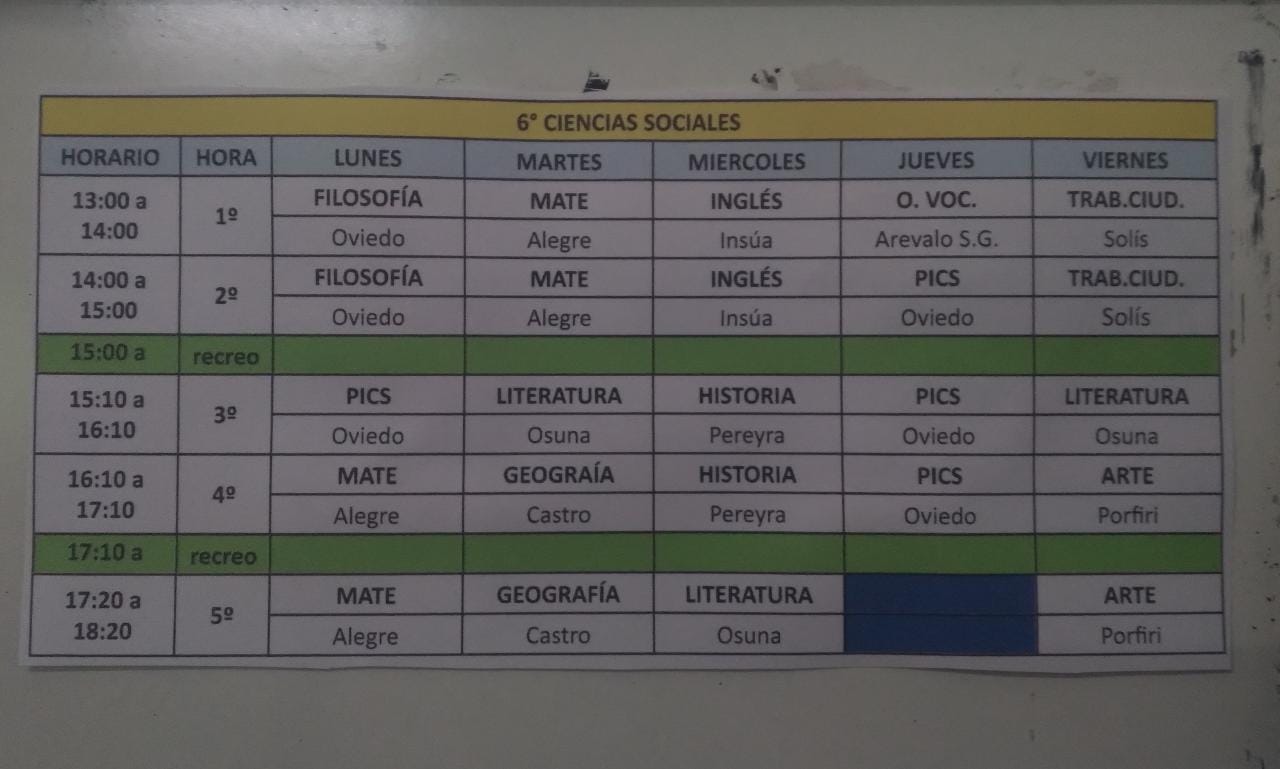 6° CIENCIAS SOCIALES
HORARIO HORA LUNES MARTES MIERCOLES JUEVES VIERNES
13:00 a 14:00 1º FILOSOFÍA MATE INGLÉS O. VOC. TRAB.CIUD.
Oviedo Alegre Insúa Arevalo S.G. Solís
14:00 a 15:00 2º FILOSOFÍA MATE INGLÉS PICS TRAB.CIUD.
Oviedo Alegre Insúa Oviedo Solís
15:00 a recreo
15:10 a 16:10 3º PICS LITERATURA HISTORIA PICS LITERATURA
Oviedo Osuna Pereyra Oviedo Osuna
16:10 a 17:10 4º MATE GEOGRAÍA HISTORIA PICS ARTE
Alegre Castro Pereyra Oviedo Porfiri
17:10 a recreo
17:20 a 18:20 5º MATE GEOGRAFÍA LITERATURA ARTE
Alegre Castro Osuna Porfiri